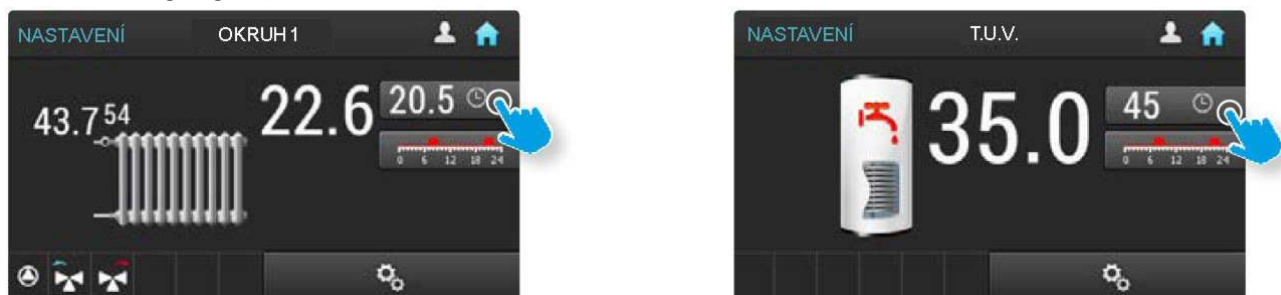 NASTAVENÍ OKRUH 1
43.7 54
22.6
20.5
0 6 12 18 24
NASTAVENÍ T.U.V.
35.0
45
0 6 12 18 24